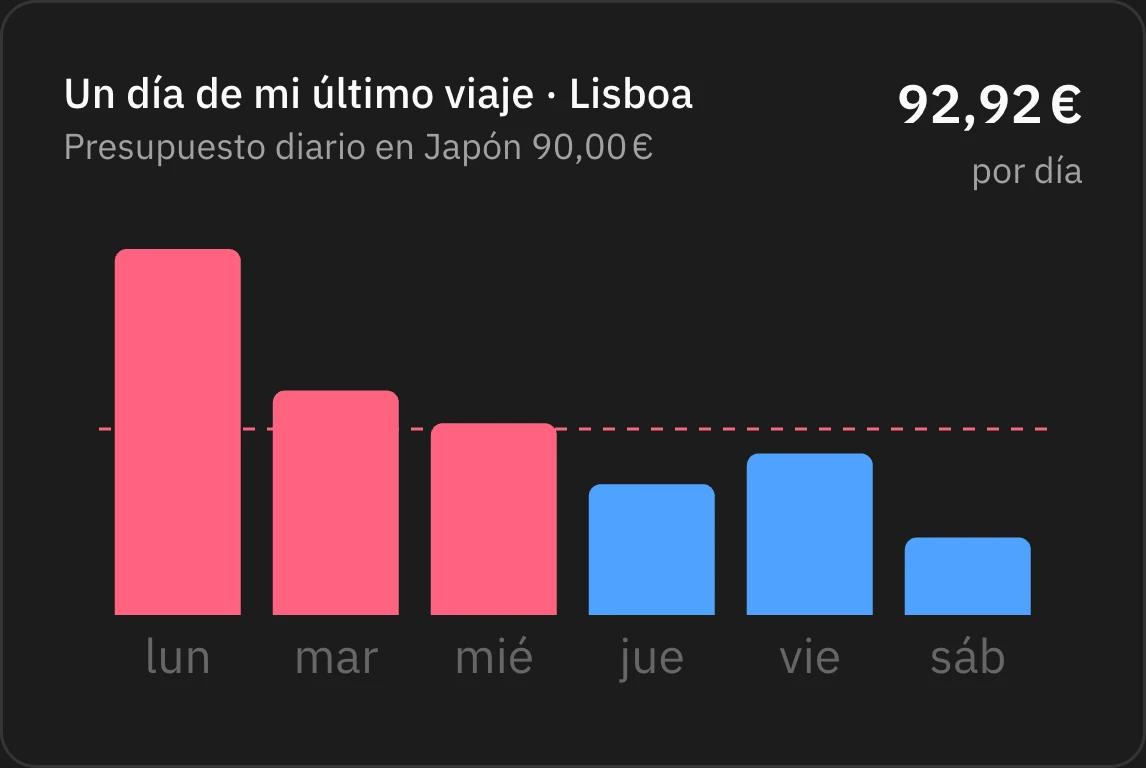 Un día de mi último viaje · Lisboa
Presupuesto diario en Japón 90,00 €
92,92 €
por día
lun mar mié jue vie sáb